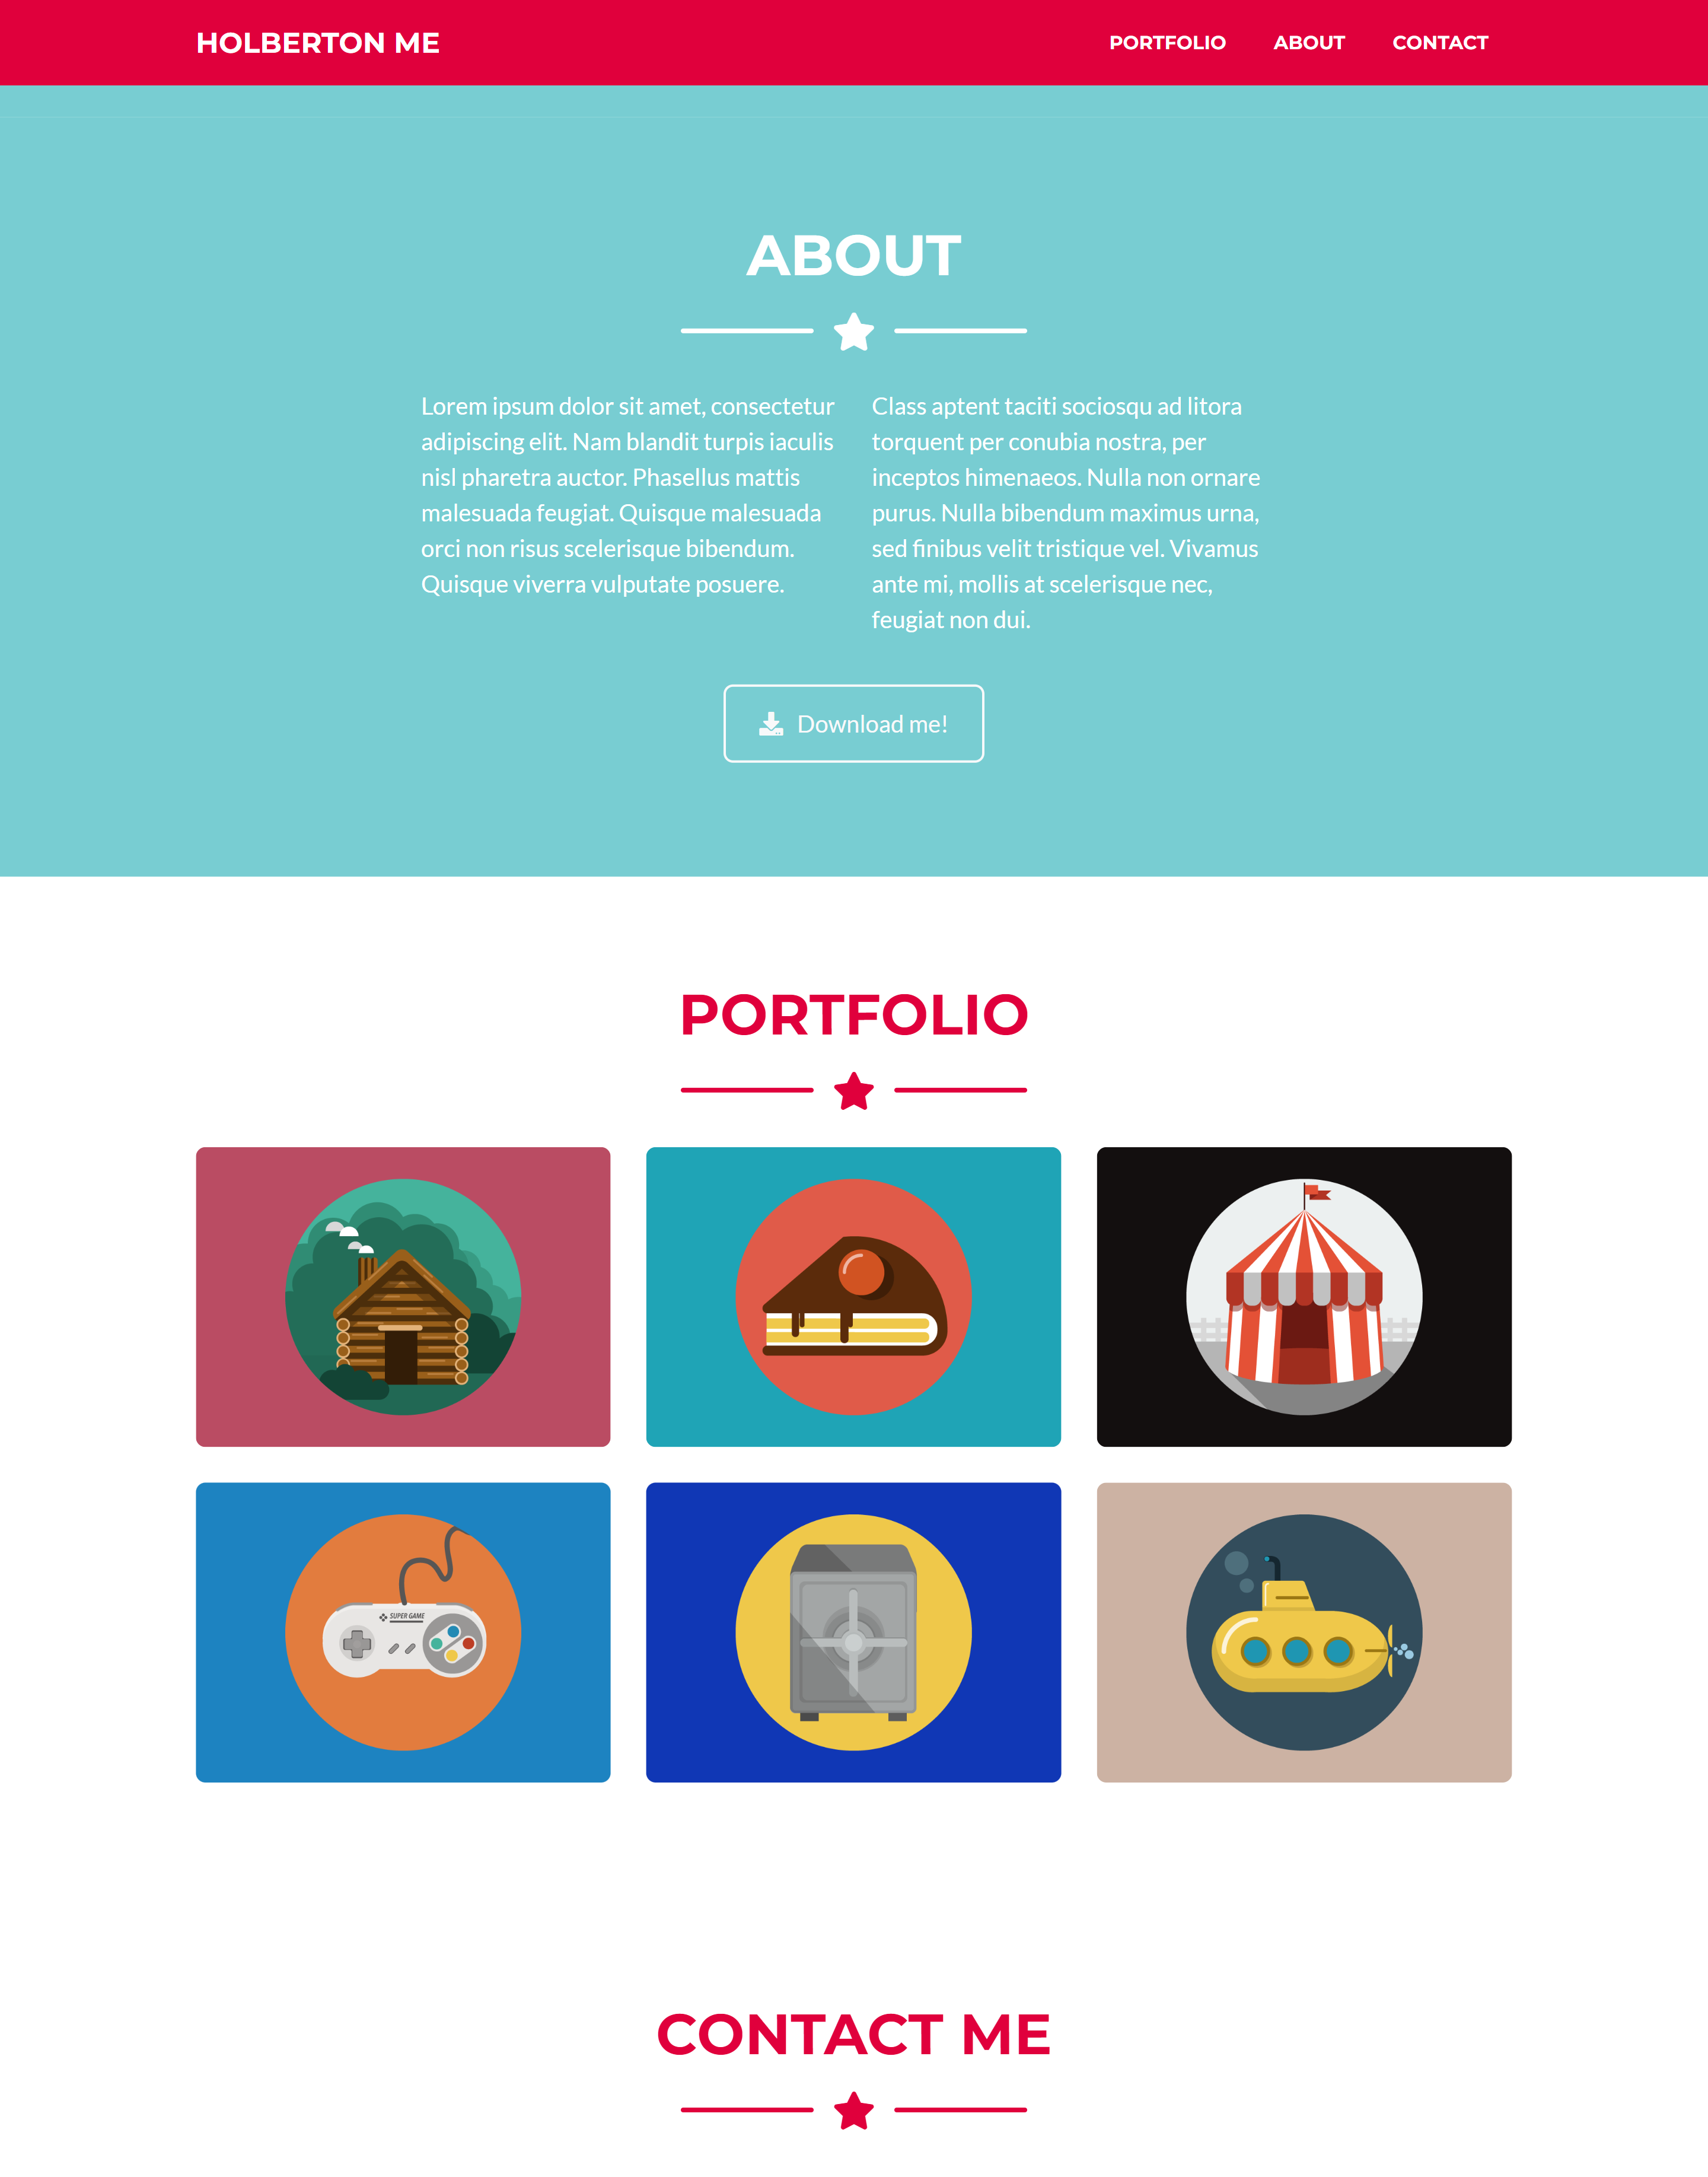 HOLBERTON ME
PORTFOLIO ABOUT CONTACT
ABOUT
Lorem ipsum dolor sit amet, consectetur
adipiscing elit. Nam blandit turpis iaculis
nisl pharetra auctor. Phasellus mattis
malesuada feugiat. Quisque malesuada
orci non risus scelerisque bibendum.
Quisque viverra vulputate posuere.
Class aptent taciti sociosqu ad litora
torquent per conubia nostra, per
inceptos himenaeos. Nulla non ornare
purus. Nulla bibendum maximus urna,
sed finibus velit tristique vel. Vivamus
ante mi, mollis at scelerisque nec,
feugiat non dui.
Download me!
PORTFOLIO
SUPER GAME
CONTACT ME